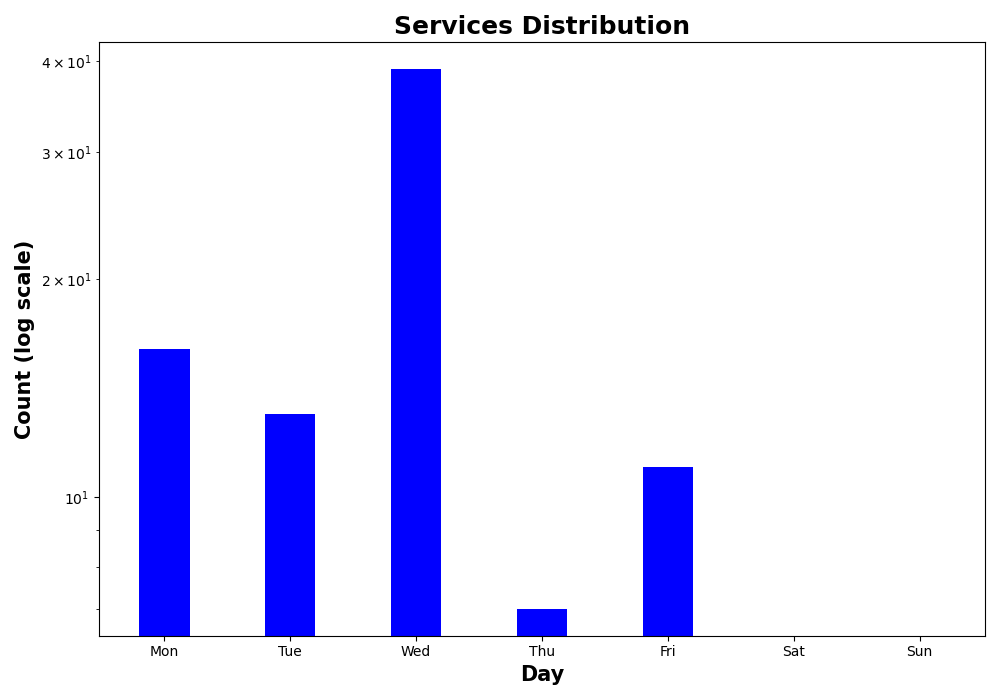 Services Distribution
Count (log scale)
4 × 10¹
3 × 10¹
2 × 10¹
10¹
Mon Tue Wed Thu Fri Sat Sun
Day